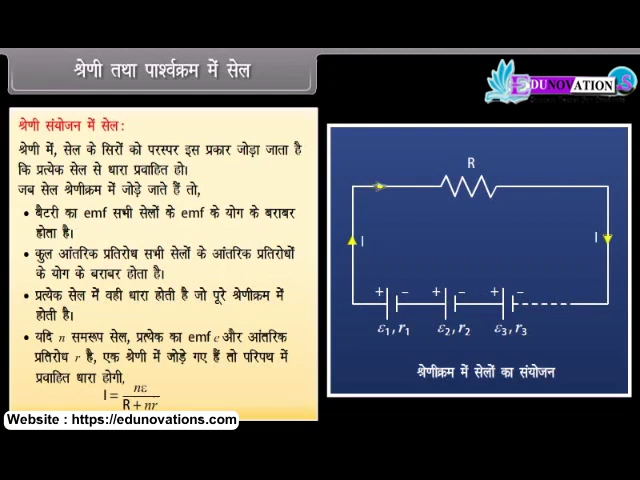 श्रेणी तथा पार्श्वक्रम में सेल
EDUNOVATIONS
श्रेणी संयोजन में सेल:
श्रेणी में, सेल के सिरों को परस्पर इस प्रकार जोड़ा जाता है
कि प्रत्येक सेल से धारा प्रवाहित हो।
जब सेल श्रेणीक्रम में जोड़े जाते हैं तो,
• बैटरी का emf सभी सेलों के emf के योग के बराबर
होता है।
• कुल आंतरिक प्रतिरोध सभी सेलों के आंतरिक प्रतिरोधों
के योग के बराबर होता है।
• प्रत्येक सेल में वही धारा होती है जो पूरे श्रेणीक्रम में
होती है।
• यदि n समरूप सेल, प्रत्येक का emf ε और आंतरिक
प्रतिरोध r है, एक श्रेणी में जोड़े गए हैं तो परिपथ में
प्रवाहित धारा होगी,
I = nε / R + nr
Website : https://edunovations.com
R
I
I
+ − + − + −
ε1, r1 ε2, r2 ε3, r3
श्रेणीक्रम में सेलों का संयोजन